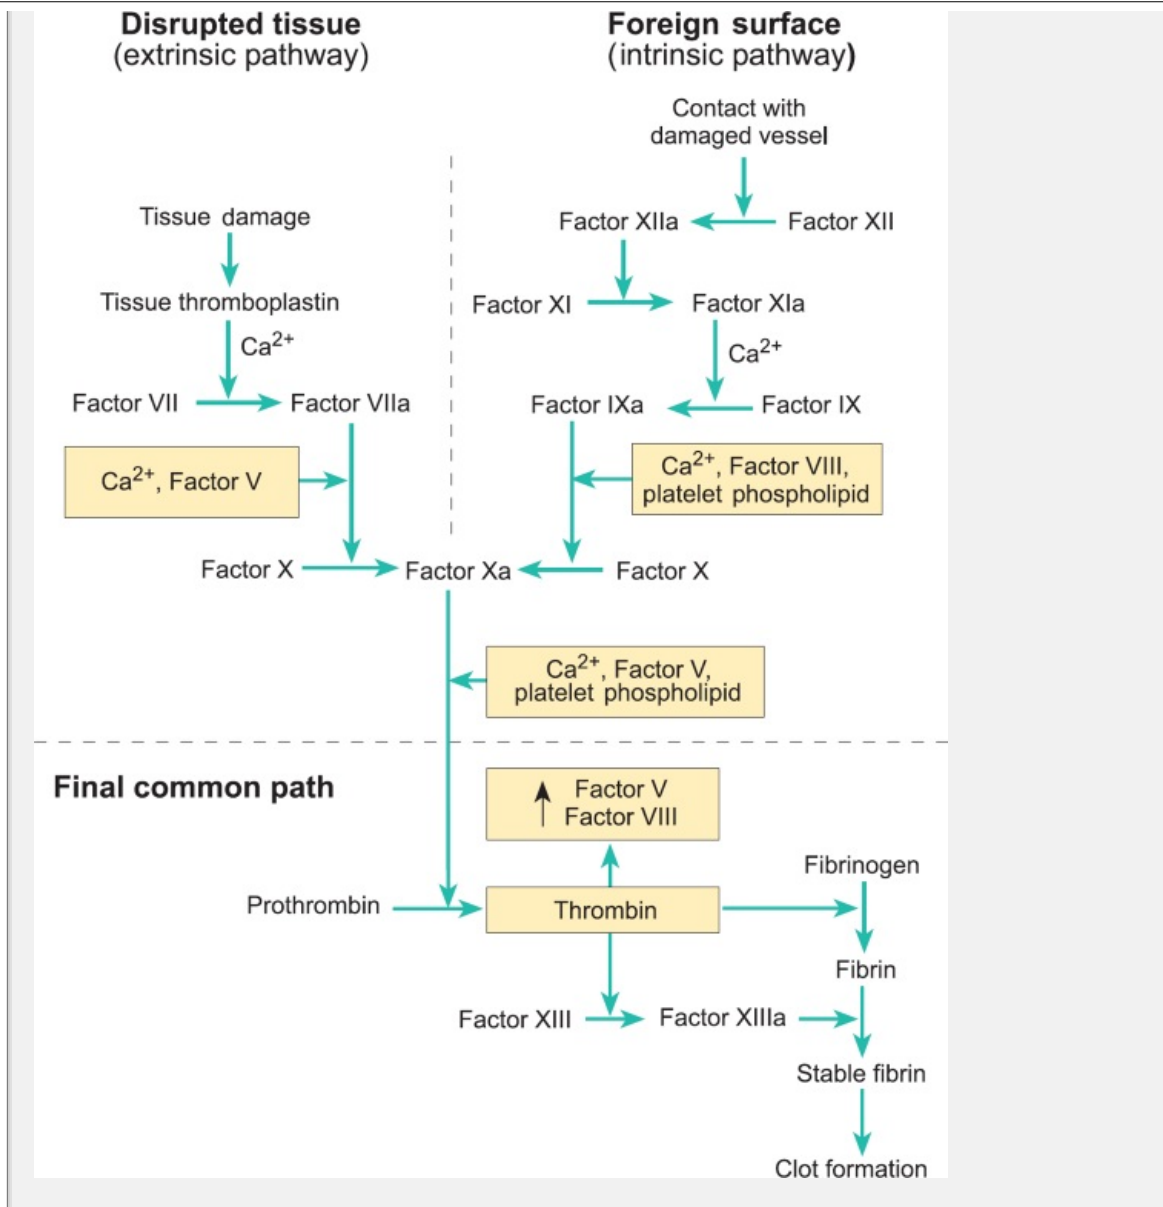 Disrupted tissue
(extrinsic pathway)
Foreign surface
(intrinsic pathway)
Contact with
damaged vessel
Tissue damage
Factor XIIa
Factor XII
Tissue thromboplastin
Factor XI
Factor XIa
Ca2+
Ca2+
Factor VII
Factor VIIa
Factor IXa
Factor IX
Ca2+, Factor V
Ca2+, Factor VIII,
platelet phospholipid
Factor X
Factor Xa
Factor X
Ca2+, Factor V,
platelet phospholipid
Final common path
Factor V
Factor VIII
Fibrinogen
Prothrombin
Thrombin
Fibrin
Factor XIII
Factor XIIIa
Stable fibrin
Clot formation